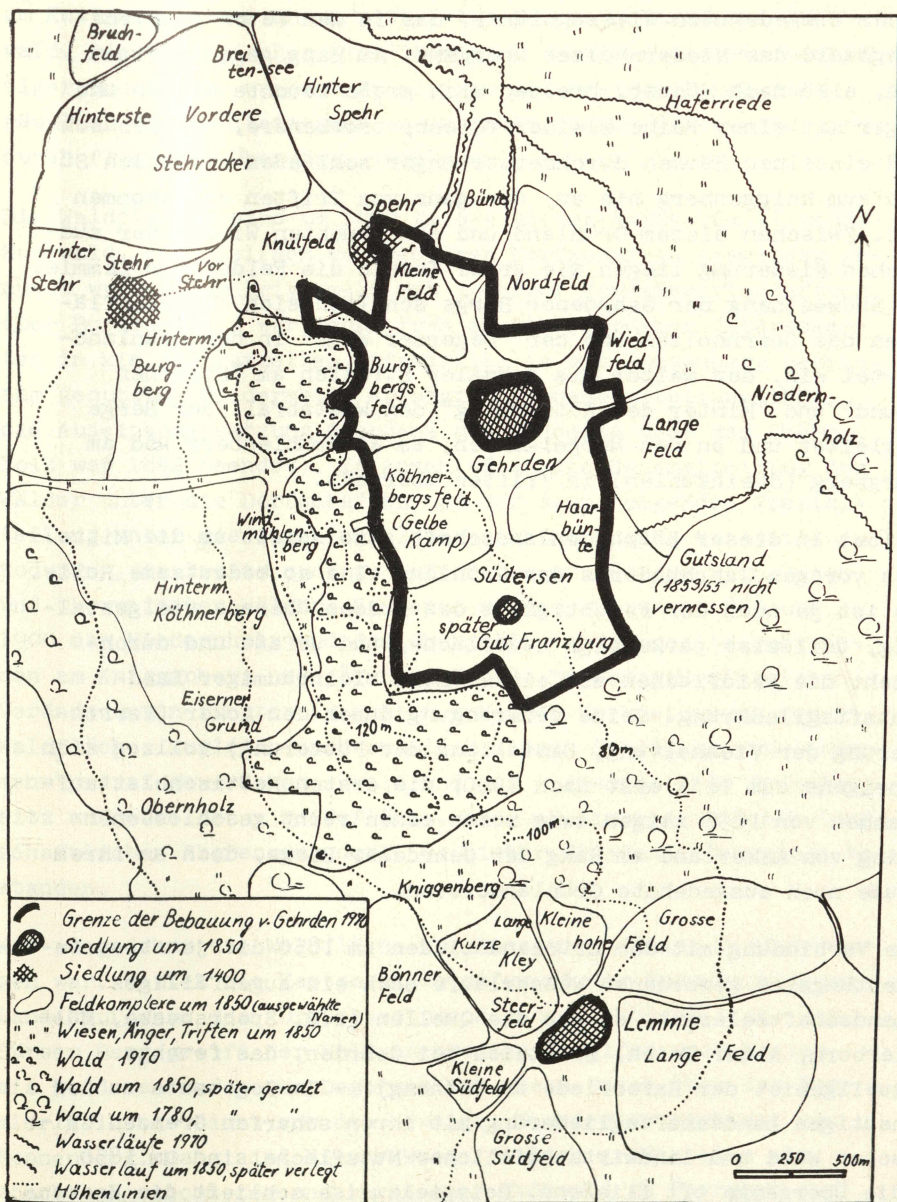 Bruch-
feld
Brei
ten-see
Hinter
Spehr
Hinterste
Vordere
Stehräcker
Haferriede
Bünte
Spehr
N
Hinter
Stehr
Stehr
Vor
Stehr
Knülfeld
Kleine
Feld
Nordfeld
Hinterm
Burg-
berg
Burg-
bergs
feld
Wied-
feld
Gehrden
Lange
Feld
Niedern-
holz
Köthner-
bergsfeld
(Gelbe
Kamp)
Haar-
bün-
te
Wind-
mühlen-
berg
Südersen
später
Gut Franzburg
Gutsland
(1853/55 nicht
vermessen)
Hinterm
Köthnerberg
Eierner
Grund
120m
80m
Obernholz
100m
Kniggenberg
Lange
Kurze
Kley
Kleine
hohe
Grosse
Feld
Bönner
Feld
Steer-
feld
Lemmie
Lange Feld
Kleine
Südfeld
Grosse
Südfeld
0 250 500m
Grenze der Bebauung v. Gehrden 1970
Siedlung um 1850
Siedlung um 1400
Feldkomplexe um 1850 (ausgewählte
Namen)
Wiesen, Anger, Triften um 1850
Wald 1970
Wald um 1850, später gerodet
Wald um 1780, " "
Wasserläufe 1970
Wasserläufe um 1850, später verlegt
Höhenlinien